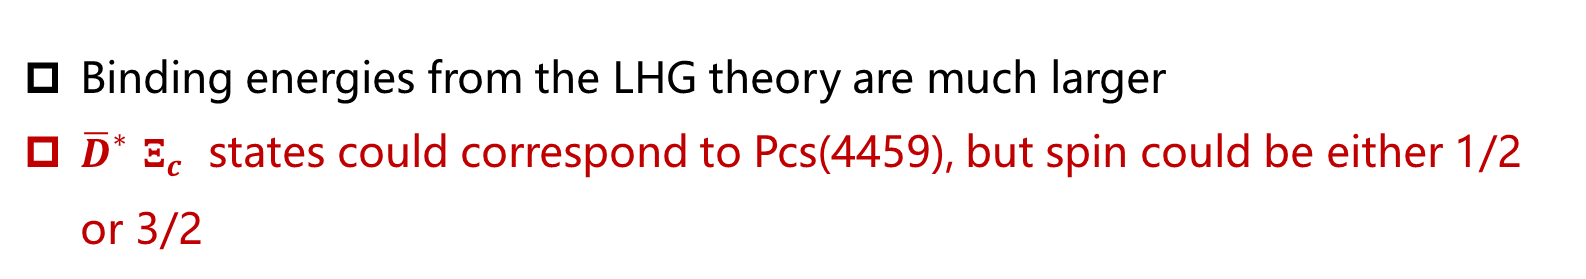 Binding energies from the LHG theory are much larger
D̅* Ξc states could correspond to Pcs(4459), but spin could be either 1/2
or 3/2